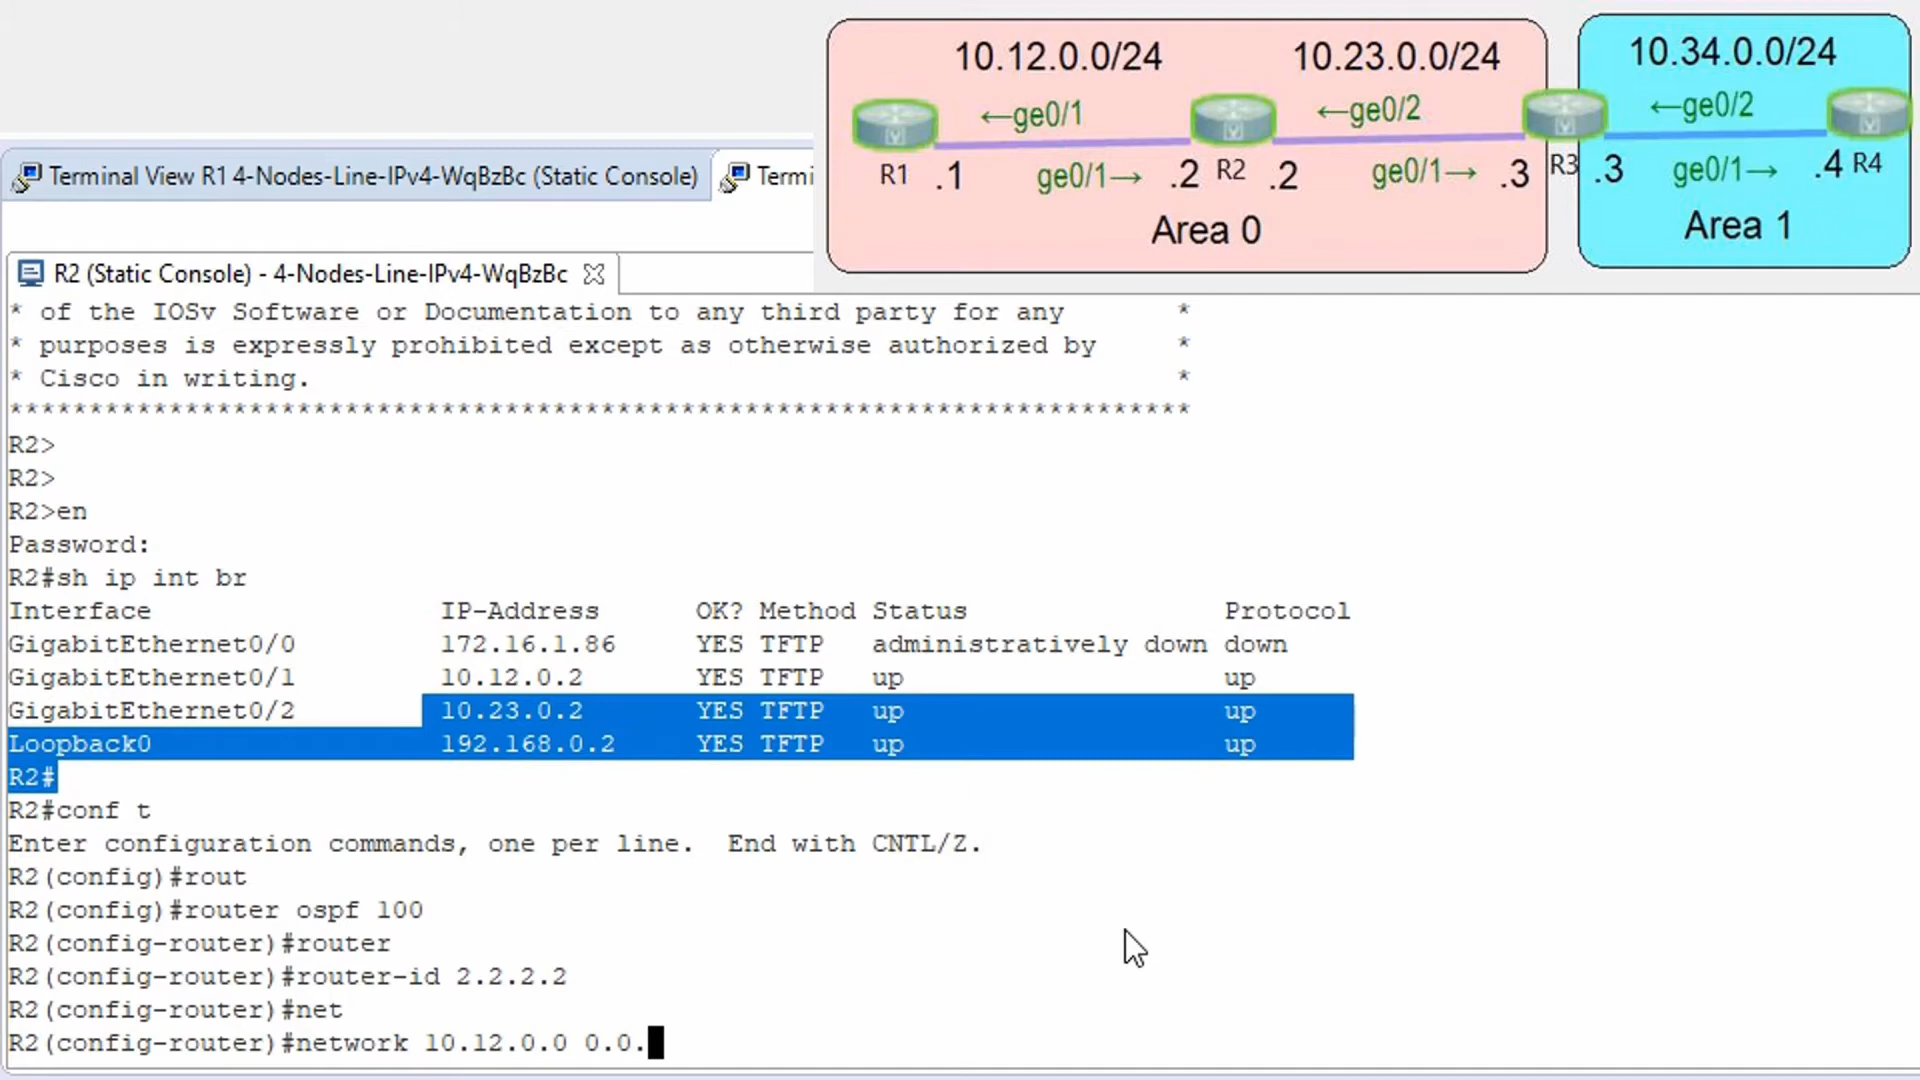 10.12.0.0/24 10.23.0.0/24
←ge0/1 ←ge0/2
R1 .1 ge0/1→ .2 R2 .2 ge0/1→ .3 R3
Area 0
10.34.0.0/24
←ge0/2
.3 ge0/1→ .4 R4
Area 1
Terminal View R1 4-Nodes-Line-IPv4-WqBzBc (Static Console)
R2 (Static Console) - 4-Nodes-Line-IPv4-WqBzBc
* of the IOSv Software or Documentation to any third party for any *
* purposes is expressly prohibited except as otherwise authorized by *
* Cisco in writing. *
**************************************************************************
R2>
R2>
R2>en
Password:
R2#sh ip int br
Interface IP-Address OK? Method Status Protocol
GigabitEthernet0/0 172.16.1.86 YES TFTP administratively down down
GigabitEthernet0/1 10.12.0.2 YES TFTP up up
GigabitEthernet0/2 10.23.0.2 YES TFTP up up
Loopback0 192.168.0.2 YES TFTP up up
R2#
R2#conf t
Enter configuration commands, one per line. End with CNTL/Z.
R2(config)#rout
R2(config)#router ospf 100
R2(config-router)#router
R2(config-router)#router-id 2.2.2.2
R2(config-router)#net
R2(config-router)#network 10.12.0.0 0.0.